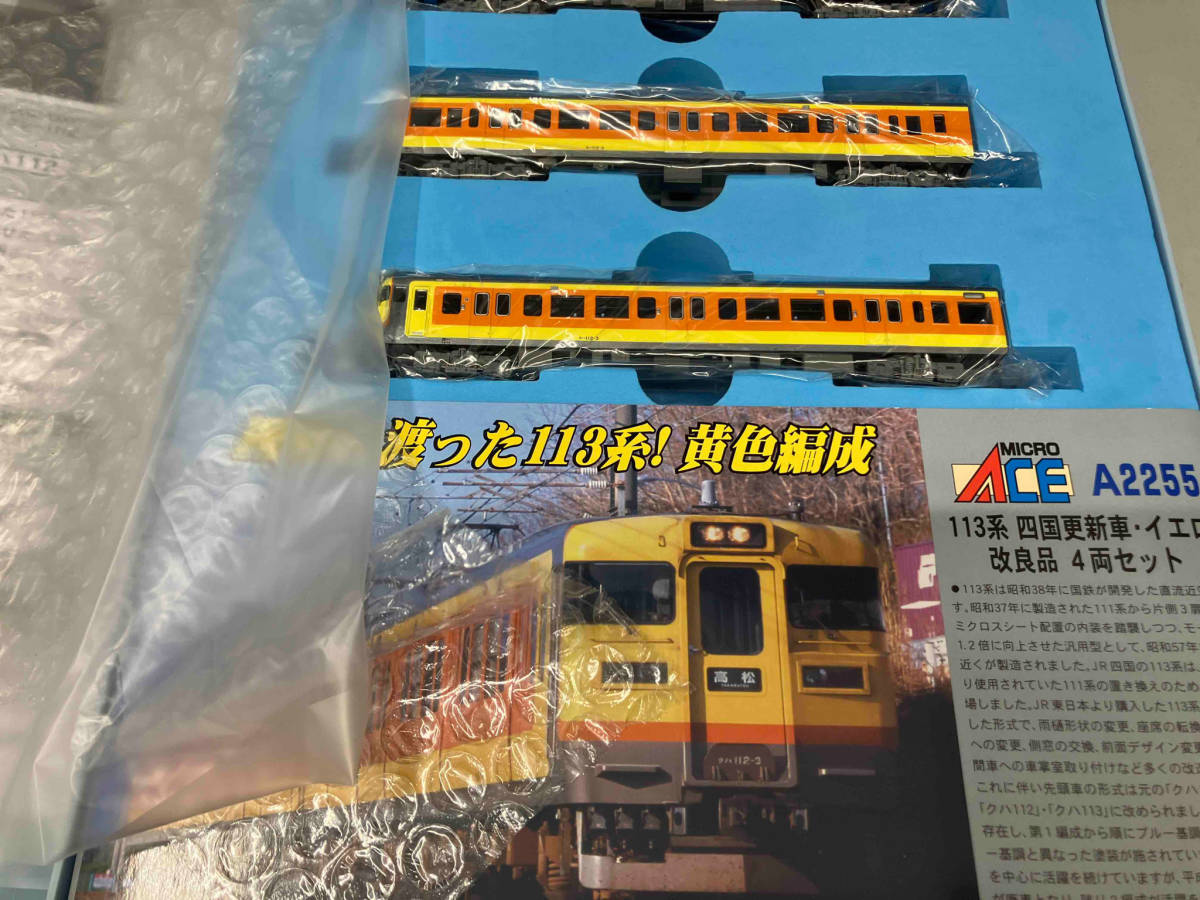 渡った113系! 黄色編成
MICRO
ACE
A2255
113系 四国更新車・イエロ
改良品 4両セット
●113系は昭和38年に国鉄が開発した直流近
す。昭和37年に製造された111系から片側3扉
ミクロスシート配置の内装を踏襲しつつ、モー
1.2倍に向上させた汎用型として、昭和57年
近くが製造されました。JR四国の113系は
り使用されていた111系の置き換えのため
場しました。JR東日本より購入した113系
した形式で、雨樋形状の変更、座席の転換
への変更、側窓の交換、前面デザイン変更
間車への車掌室取り付けなど多くの改造
これに伴い先頭車の形式は元の「クハ
「クハ112」・「クハ113」に改められまし
存在し、第1編成から順にブルー基調
ー基調と異なった塗装が施されてい
を中心に活躍を続けていますが、平成
高松
TAKAMATSU
クハ112-3
112